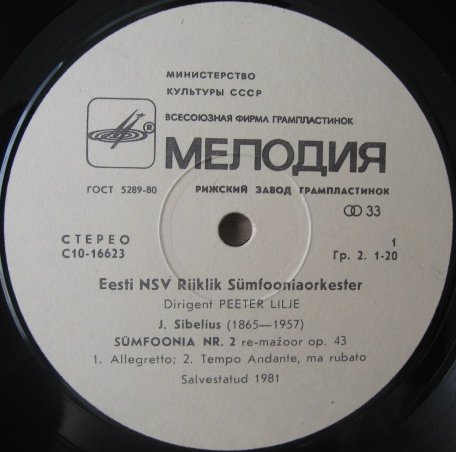 МИНИСТЕРСТВО
КУЛЬТУРЫ СССР
ВСЕСОЮЗНАЯ ФИРМА ГРАМПЛАСТИНОК
®
МЕЛОДИЯ
ГОСТ 5289-80
РИЖСКИЙ ЗАВОД ГРАМПЛАСТИНОК
33
СТЕРЕО
1
С10-16623
Гр. 2. 1-20
Eesti NSV Riiklik Sümfooniaorkester
Dirigent PEETER LILJE
J. Sibelius (1865—1957)
SÜMFOONIA NR. 2 re-mažoor op. 43
1. Allegretto; 2. Tempo Andante, ma rubato
Salvestatud 1981